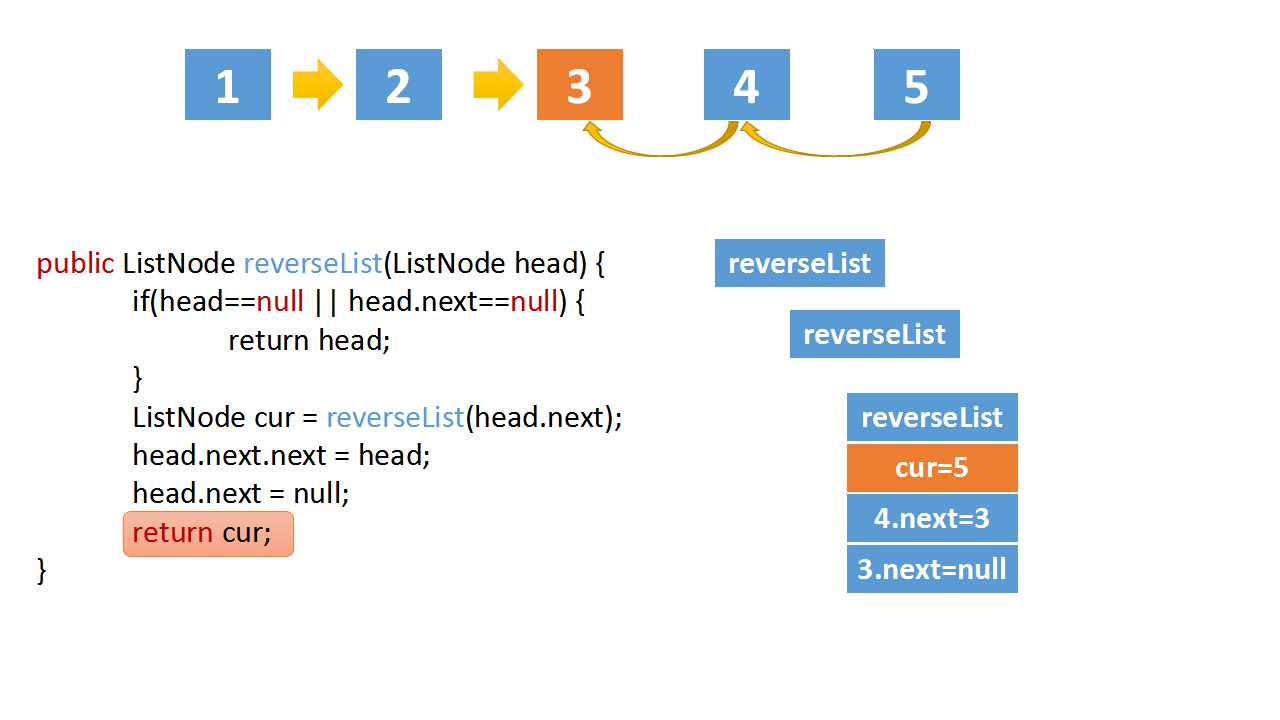 1 2 3 4 5
public ListNode reverseList(ListNode head) {
if(head==null || head.next==null) {
return head;
}
ListNode cur = reverseList(head.next);
head.next.next = head;
head.next = null;
return cur;
}
reverseList
reverseList
reverseList
cur=5
4.next=3
3.next=null